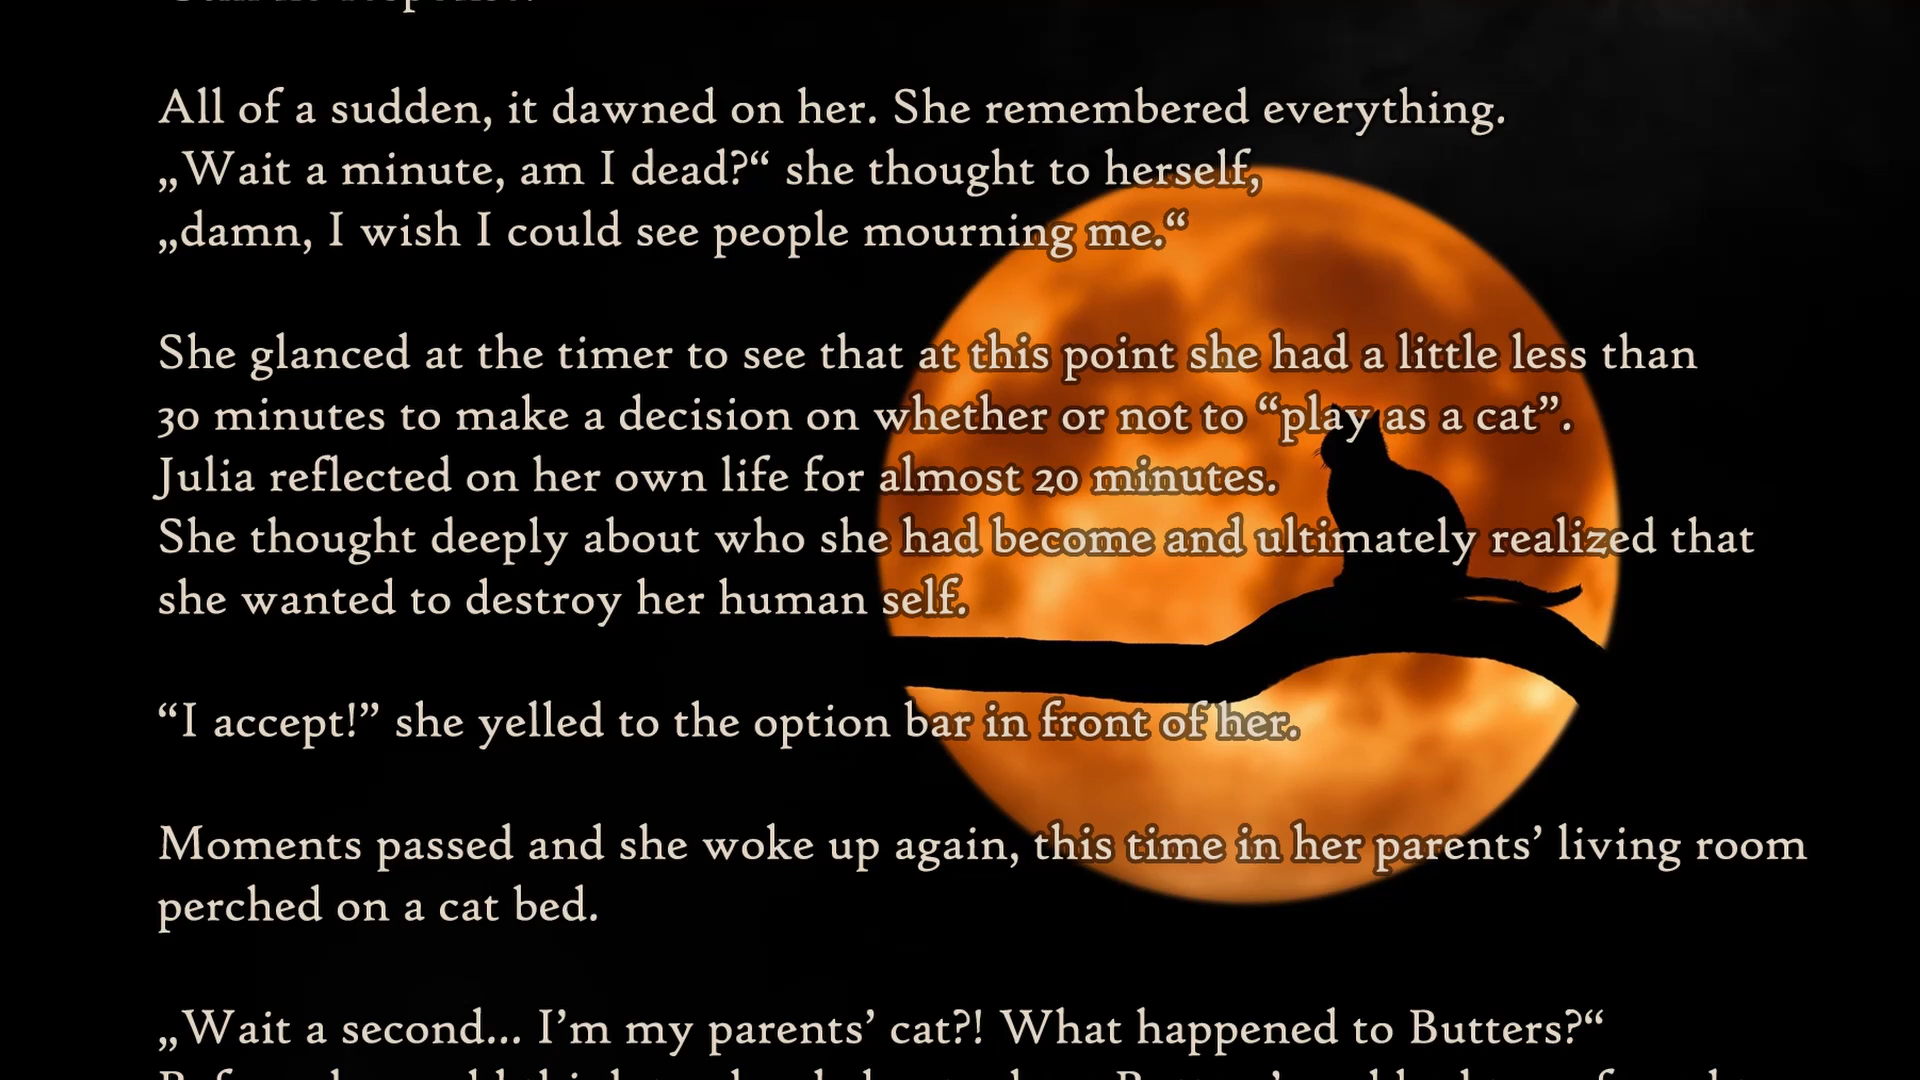 All of a sudden, it dawned on her. She remembered everything.
„Wait a minute, am I dead?“ she thought to herself,
„damn, I wish I could see people mourning me.“
She glanced at the timer to see that at this point she had a little less than
30 minutes to make a decision on whether or not to “play as a cat”.
Julia reflected on her own life for almost 20 minutes.
She thought deeply about who she had become and ultimately realized that
she wanted to destroy her human self.
“I accept!” she yelled to the option bar in front of her.
Moments passed and she woke up again, this time in her parents’ living room
perched on a cat bed.
„Wait a second... I’m my parents’ cat?! What happened to Butters?“